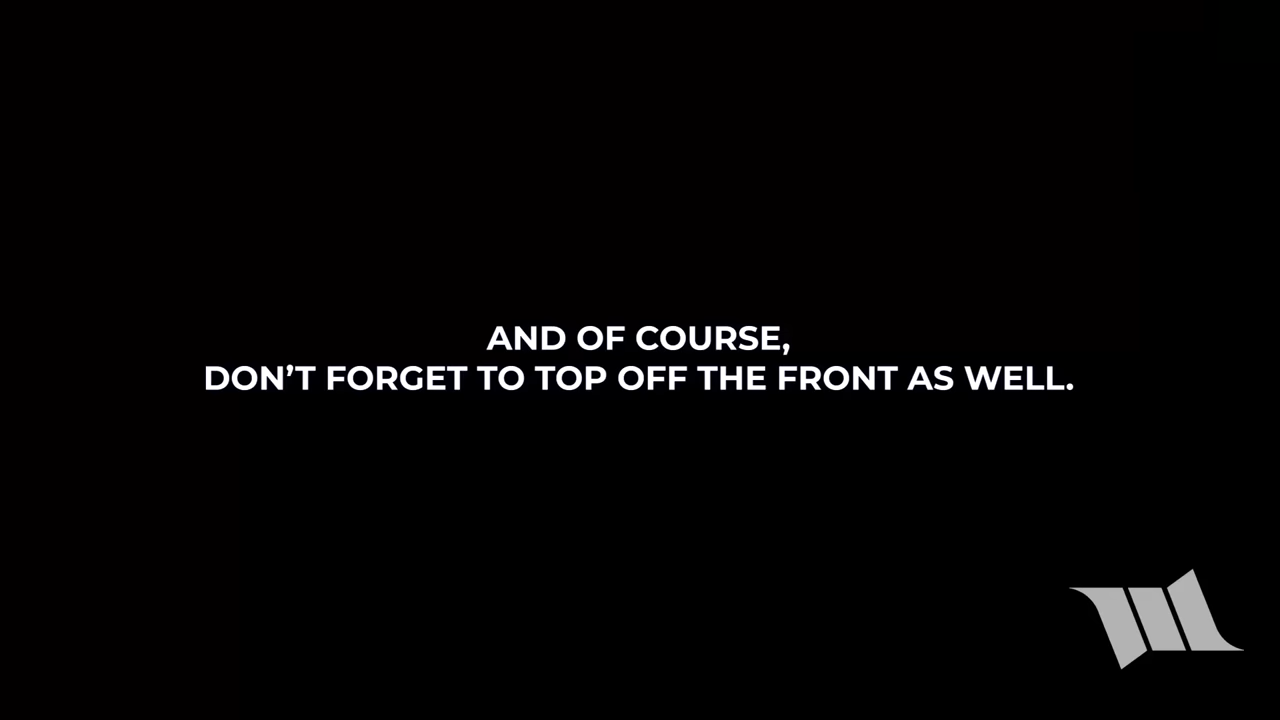 AND OF COURSE,
DON’T FORGET TO TOP OFF THE FRONT AS WELL.